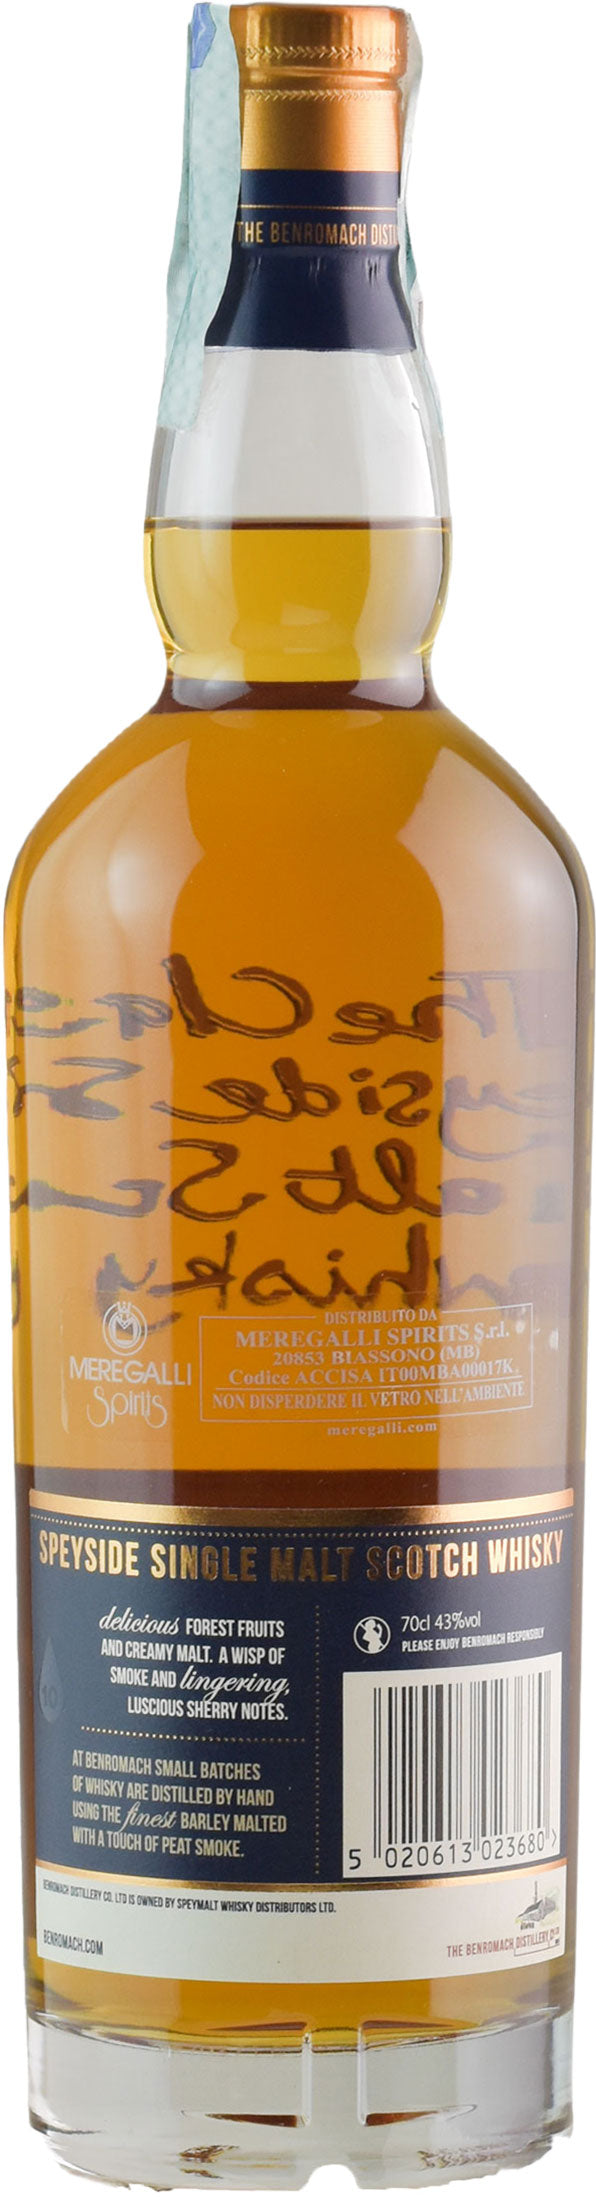 THE BENROMACH
MEREGALLI
Spirits
DISTRIBUITO DA
MEREGALLI SPIRITS S.r.l.
20853 BIASSONO (MB)
Codice ACCISA IT00MBA00017K
NON DISPERDERE IL VETRO NELL'AMBIENTE
meregalli.com
SPEYSIDE SINGLE MALT SCOTCH WHISKY
delicious FOREST FRUITS
AND CREAMY MALT. A WISP OF
SMOKE AND lingering,
LUSCIOUS SHERRY NOTES.
10
AT BENROMACH SMALL BATCHES
OF WHISKY ARE DISTILLED BY HAND
USING THE finest BARLEY MALTED
WITH A TOUCH OF PEAT SMOKE.
70cl 43%vol
PLEASE ENJOY BENROMACH RESPONSIBLY
5 020613 023680 >
BENROMACH DISTILLERY CO. LTD IS OWNED BY SPEYMALT WHISKY DISTRIBUTORS LTD.
BENROMACH.COM
THE BENROMACH DISTILLERY